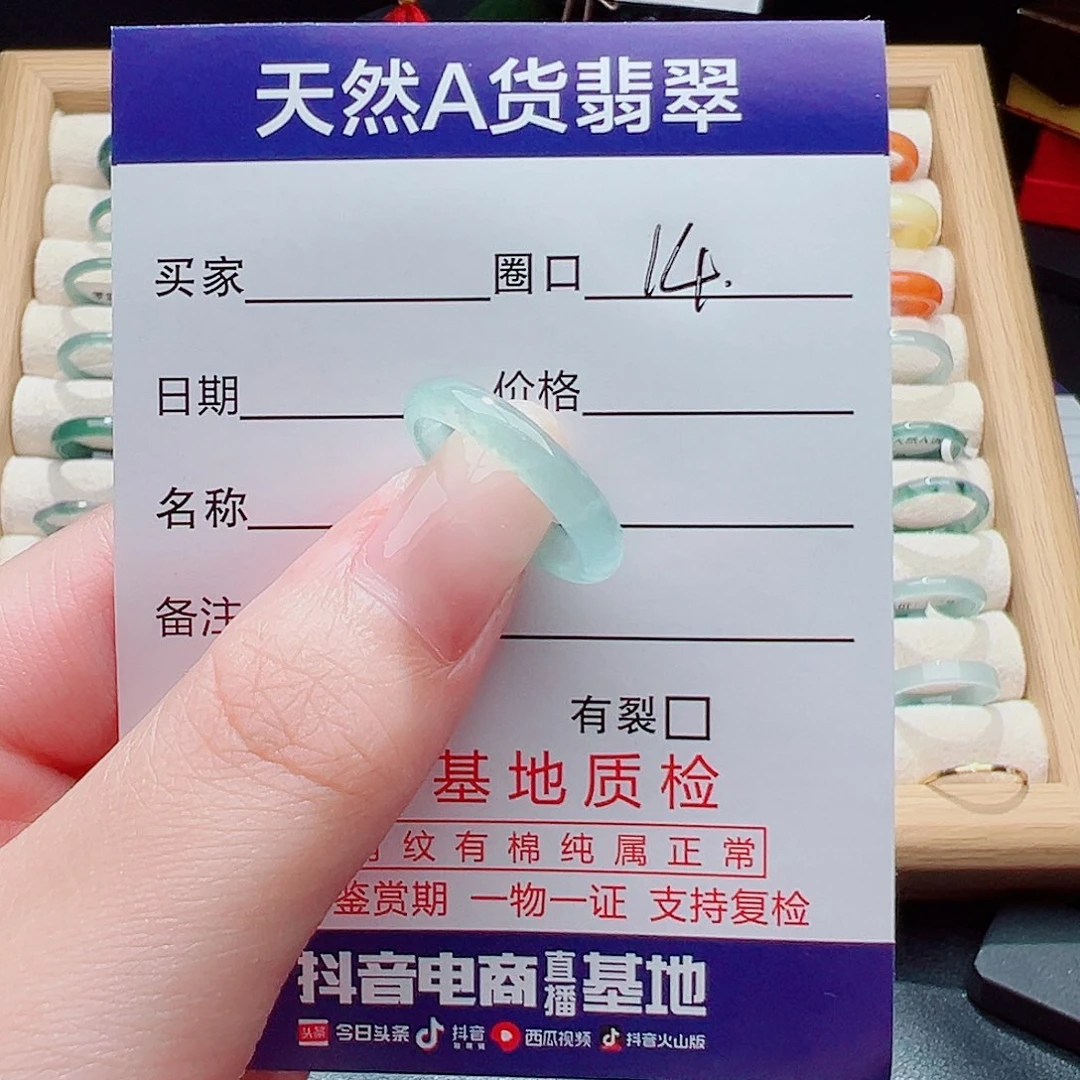 天然A货翡翠
买家 圈口 14.
日期 价格
名称
备注
有裂
基地质检
纹有棉纯属正常
鉴赏期 一物一证 支持复检
抖音电商直播基地
今日头条 抖音 西瓜视频 抖音火山版